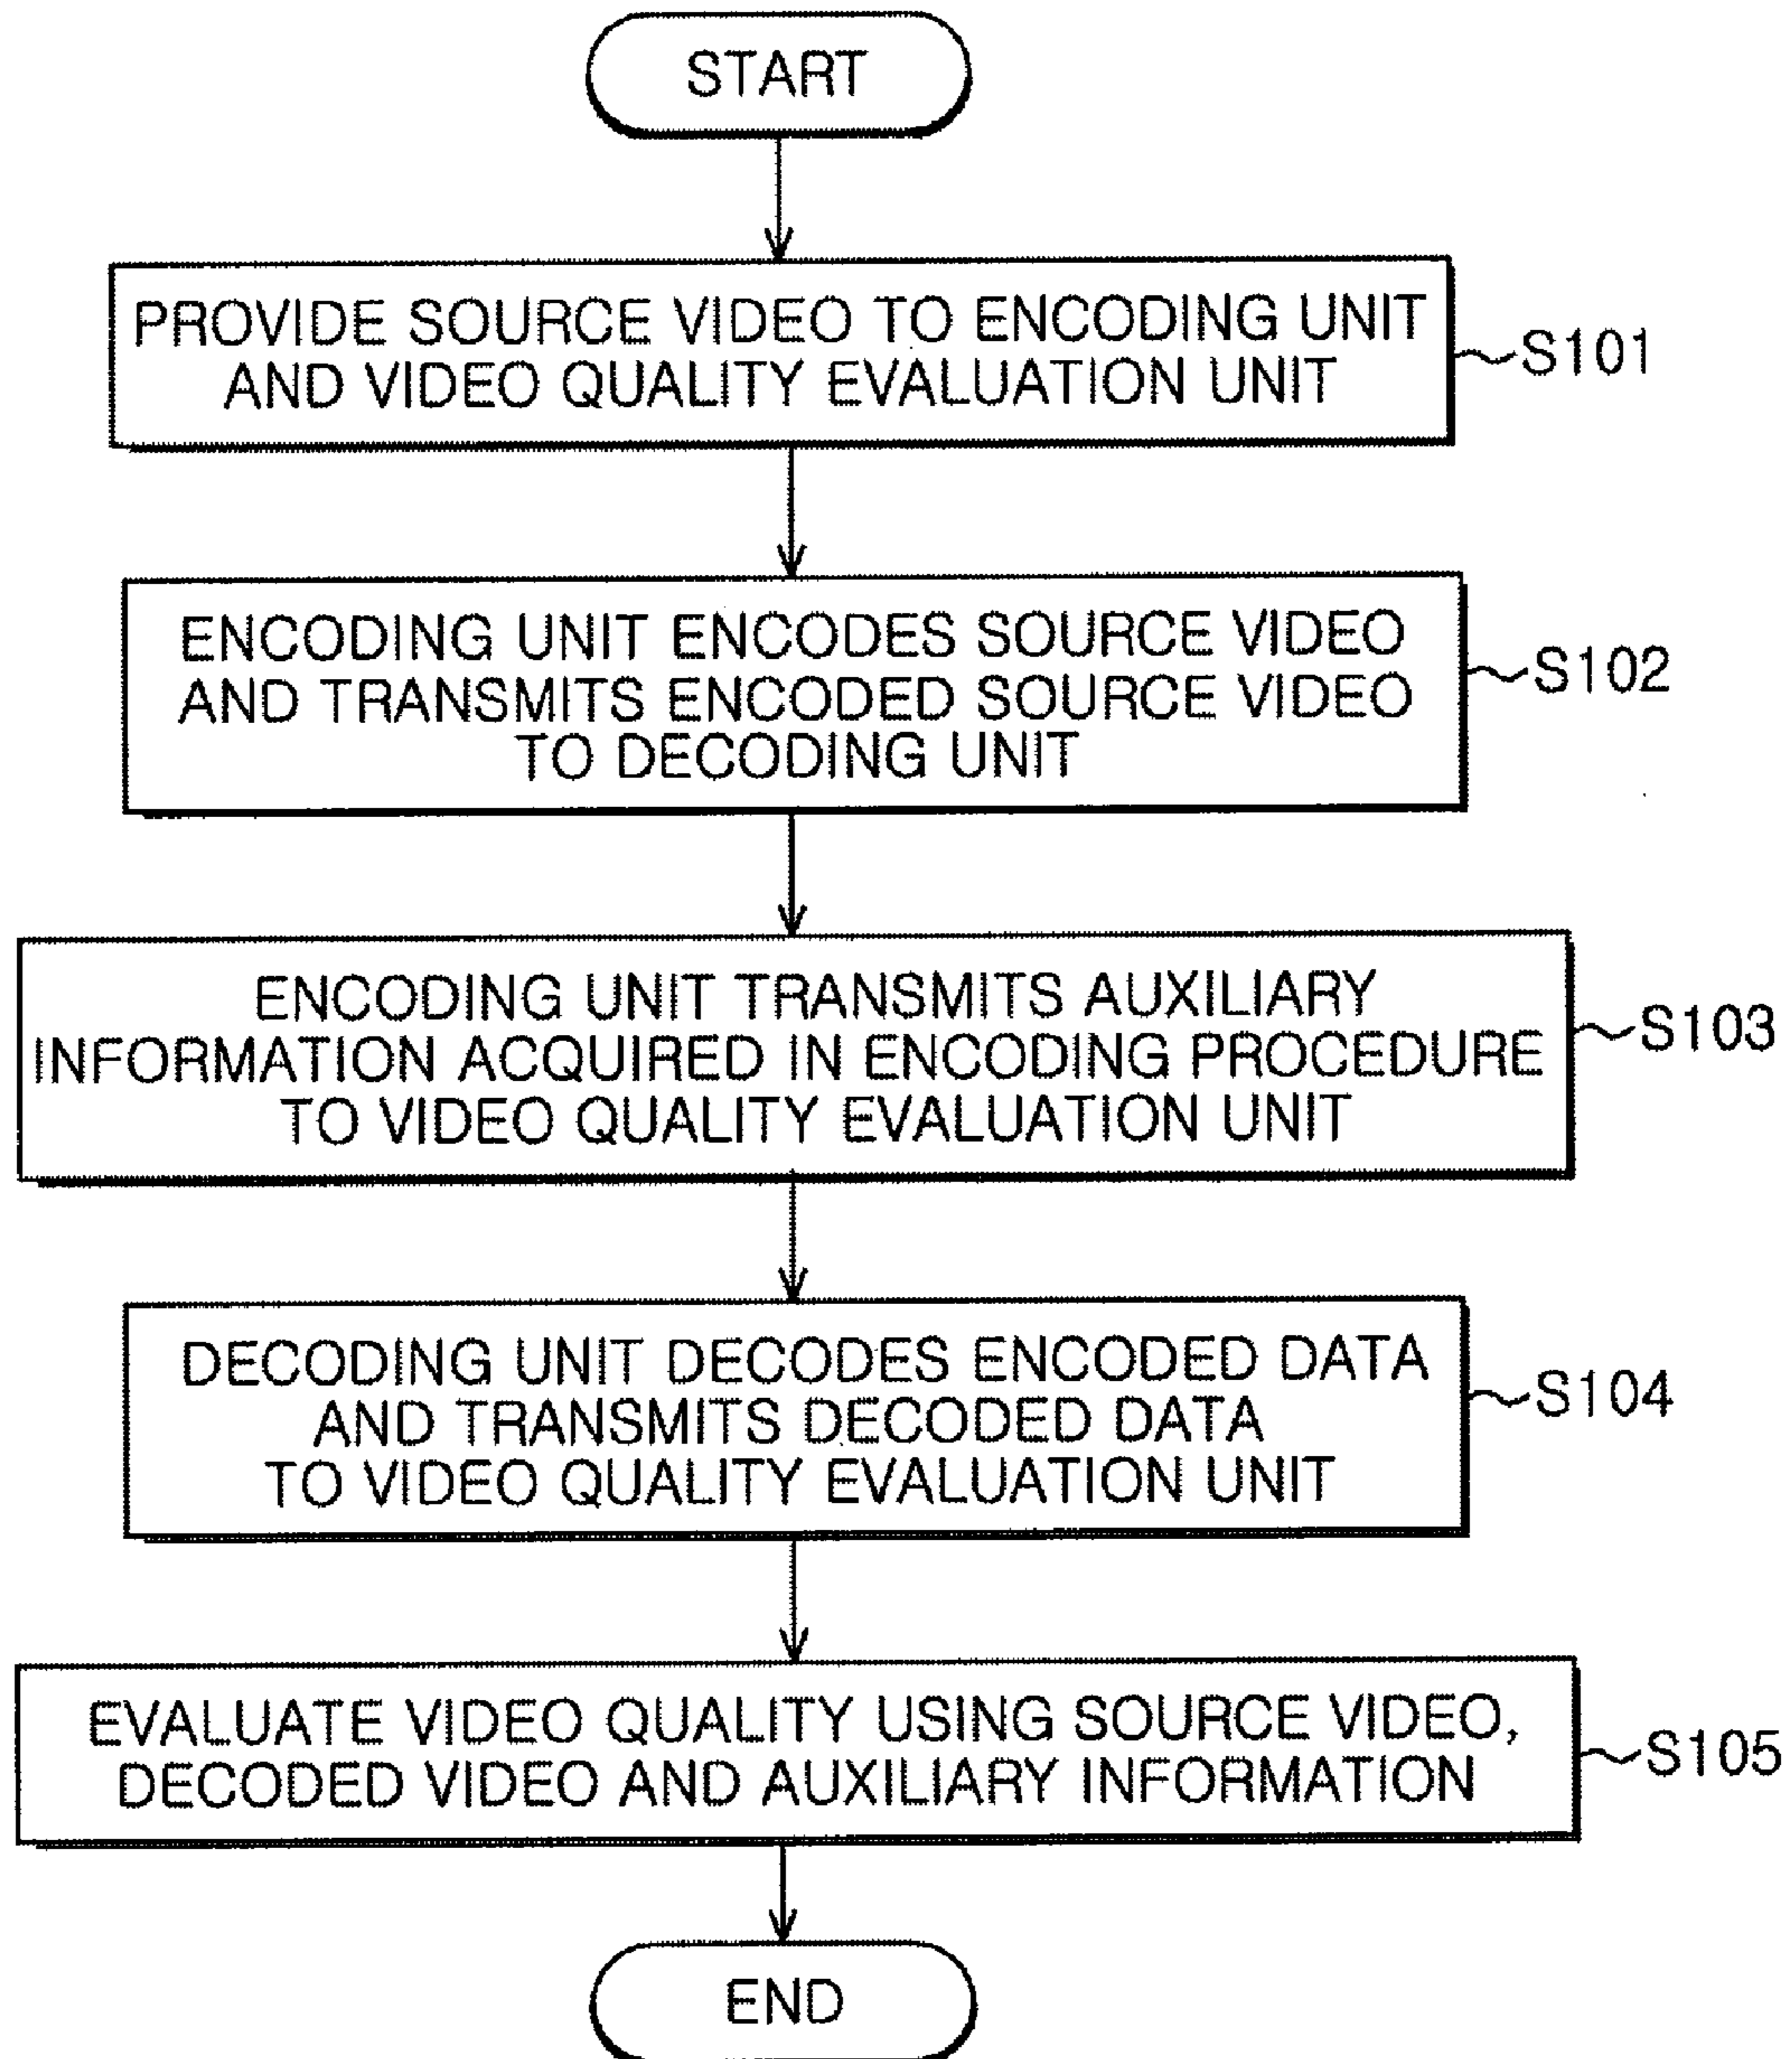 START
PROVIDE SOURCE VIDEO TO ENCODING UNIT
AND VIDEO QUALITY EVALUATION UNIT
S101
ENCODING UNIT ENCODES SOURCE VIDEO
AND TRANSMITS ENCODED SOURCE VIDEO
TO DECODING UNIT
S102
ENCODING UNIT TRANSMITS AUXILIARY
INFORMATION ACQUIRED IN ENCODING PROCEDURE
TO VIDEO QUALITY EVALUATION UNIT
S103
DECODING UNIT DECODES ENCODED DATA
AND TRANSMITS DECODED DATA
TO VIDEO QUALITY EVALUATION UNIT
S104
EVALUATE VIDEO QUALITY USING SOURCE VIDEO,
DECODED VIDEO AND AUXILIARY INFORMATION
S105
END